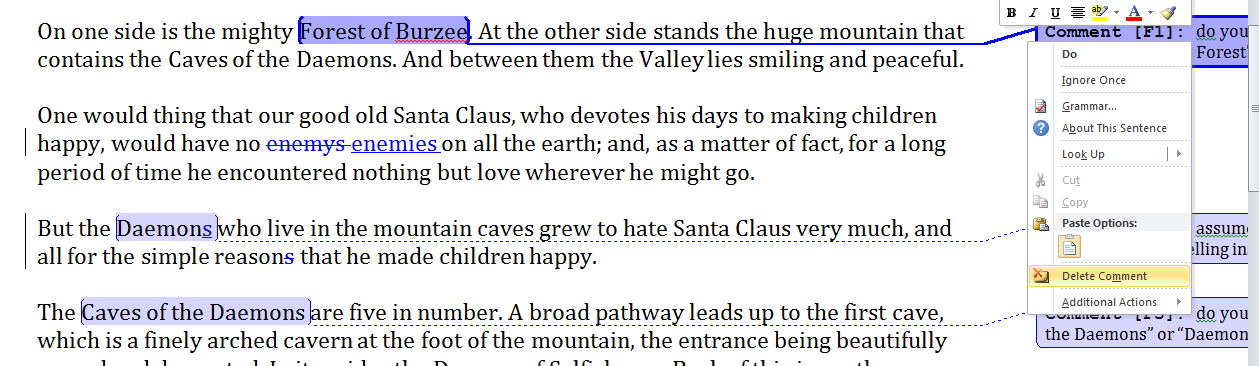 On one side is the mighty Forest of Burzee. At the other side stands the huge mountain that
contains the Caves of the Daemons. And between them the Valley lies smiling and peaceful.
One would thing that our good old Santa Claus, who devotes his days to making children
happy, would have no enemys enemies on all the earth; and, as a matter of fact, for a long
period of time he encountered nothing but love wherever he might go.
But the Daemons who live in the mountain caves grew to hate Santa Claus very much, and
all for the simple reasons that he made children happy.
The Caves of the Daemons are five in number. A broad pathway leads up to the first cave,
which is a finely arched cavern at the foot of the mountain, the entrance being beautifully
B I U ab A
Comment [F1]: do you
Forest"
Do
Ignore Once
Grammar...
About This Sentence
Look Up
Cut
Copy
Paste Options:
Delete Comment
Additional Actions
assume
elling in
Comment [F3]: do you
the Daemons" or "Daemon